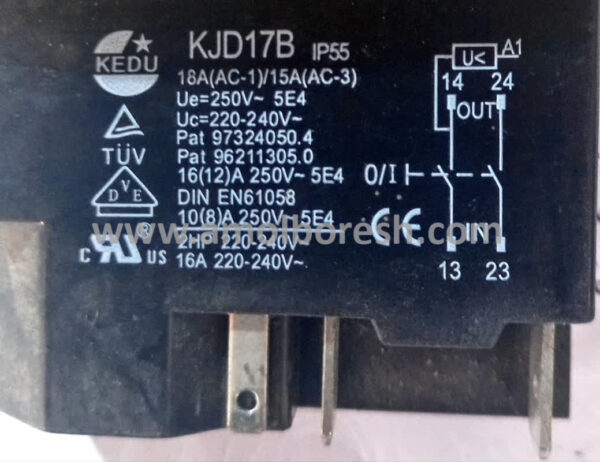 KEDU
KJD17B IP55
18A(AC-1)/15A(AC-3)
Ue=250V~ 5E4
Uc=220-240V~
Pat 97324050.4
Pat 96211305.0
16(12)A 250V~ 5E4
DIN EN61058
10(8)A 250V~5E4
2HP 220-240V~
16A 220-240V~
TÜV
DVE
c US ®
CE
U< A1
14 24
OUT
0/I
IN
13 23
www.amolboresh.com